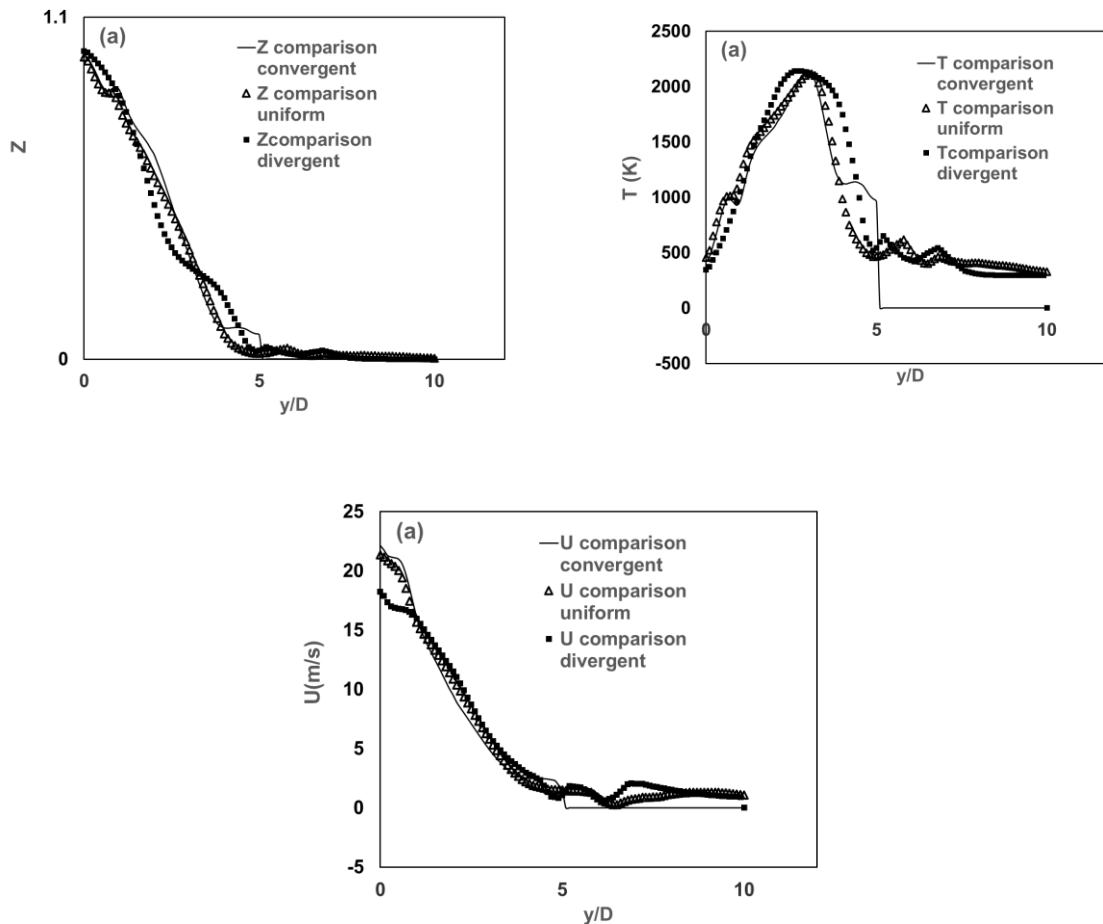 1.1
(a)
Z comparison
convergent
Z comparison
uniform
Zcomparison
divergent
Z
0
0
5
10
y/D
2500
(a)
T comparison
convergent
2000
T comparison
uniform
1500
Tcomparison
divergent
T (K)
1000
500
0
0
5
10
-500
y/D
25
(a)
U comparison
convergent
20
U comparison
uniform
15
U comparison
divergent
U(m/s)
10
5
0
0
5
10
-5
y/D